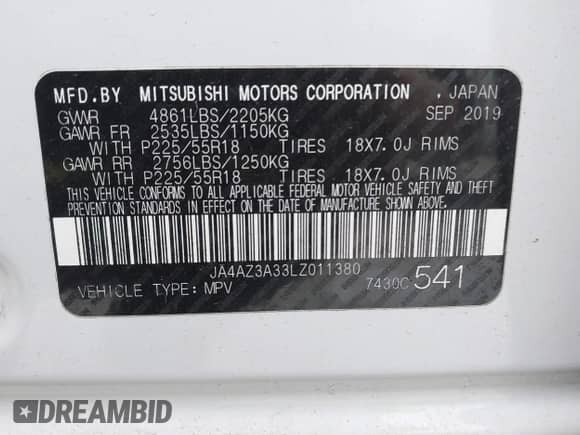 MFD.BY MITSUBISHI MOTORS CORPORATION , JAPAN
GVWR 4861LBS/2205KG SEP 2019
GAWR FR 2535LBS/1150KG
WITH P225/55R18 TIRES 18X7.0J RIMS
GAWR RR 2756LBS/1250KG
WITH P225/55R18 TIRES 18X7.0J RIMS
THIS VEHICLE CONFORMS TO ALL APPLICABLE FEDERAL MOTOR VEHICLE SAFETY AND THEFT
PREVENTION STANDARDS IN EFFECT ON THE DATE OF MANUFACTURE SHOWN ABOVE.
JA4AZ3A33LZ011380
VEHICLE TYPE:MPV 7430C 541
DREAMBID